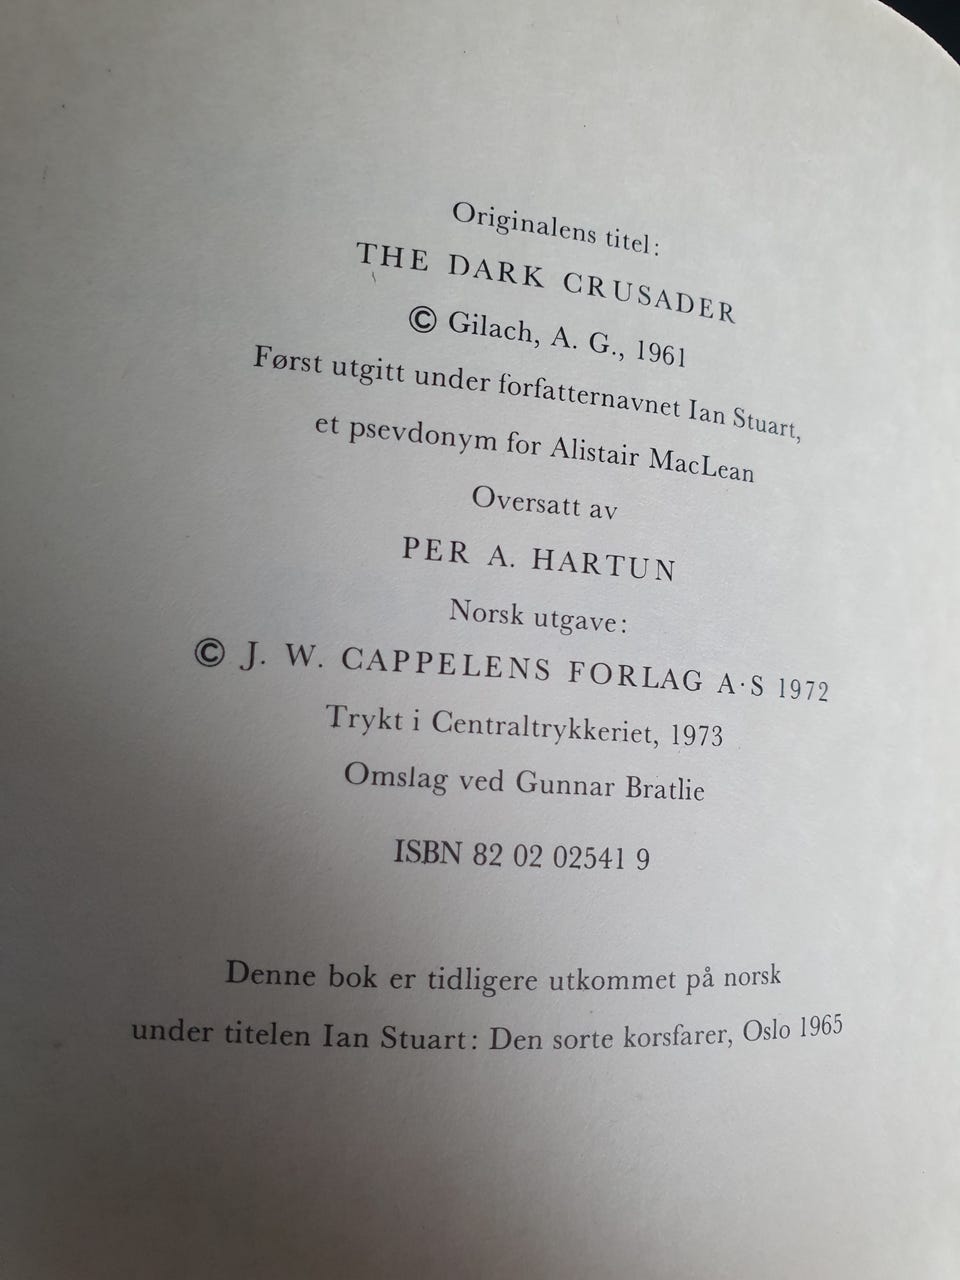 Originalens titel:
THE DARK CRUSADER
© Gilach, A. G., 1961
Først utgitt under forfatternavnet Ian Stuart,
et psevdonym for Alistair MacLean
Oversatt av
PER A. HARTUN
Norsk utgave:
© J. W. CAPPELENS FORLAG A·S 1972
Trykt i Centraltrykkeriet, 1973
Omslag ved Gunnar Bratlie
ISBN 82 02 02541 9
Denne bok er tidligere utkommet på norsk
under titelen Ian Stuart: Den sorte korsfarer, Oslo 1965